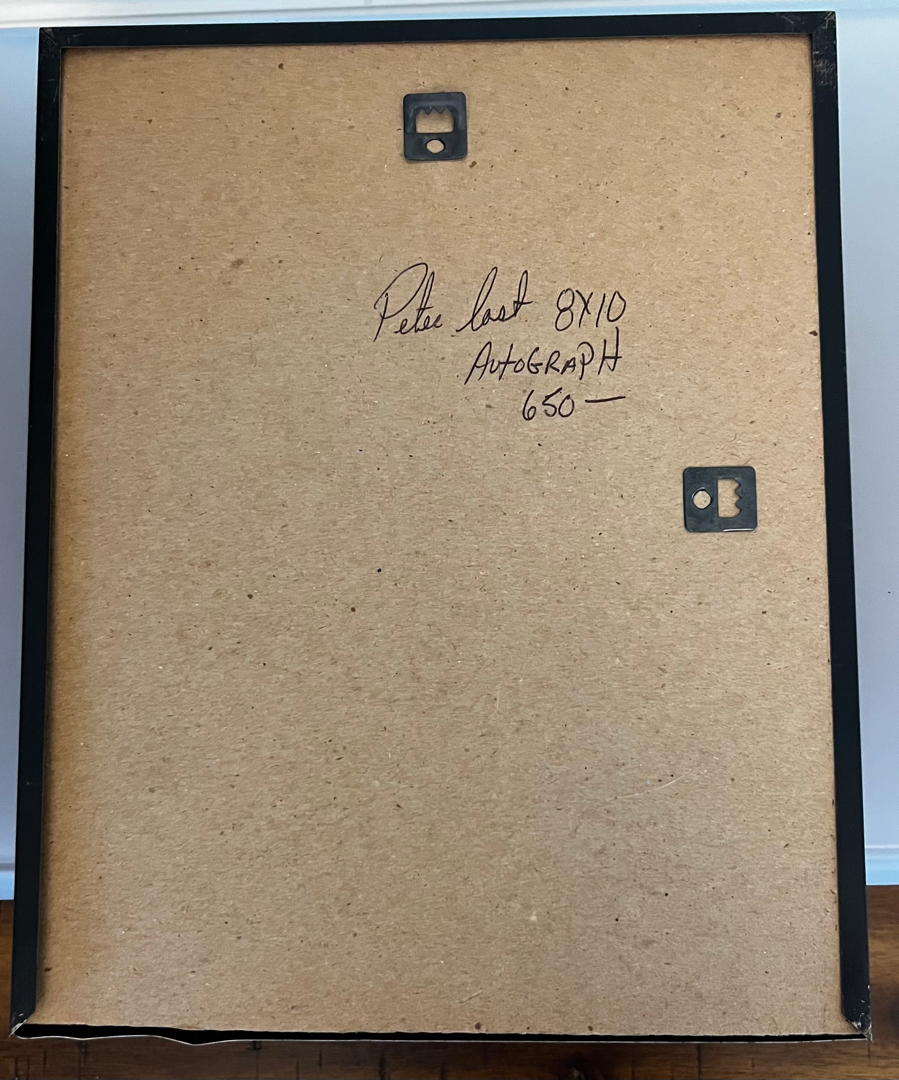 Petee last 8X10
AUtOGRAPH
650 —